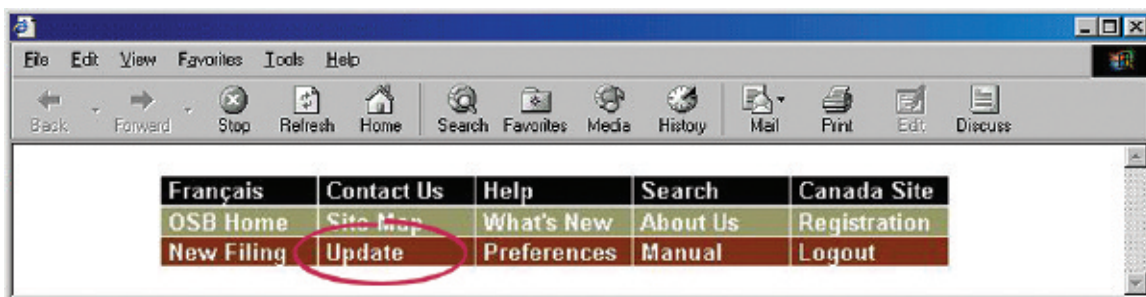 File Edit View Favorites Tools Help
Back Forward Stop Refresh Home Search Favorites Media History Mail Print Edit Discuss
Français Contact Us Help Search Canada Site
OSB Home Site Map What's New About Us Registration
New Filing Update Preferences Manual Logout